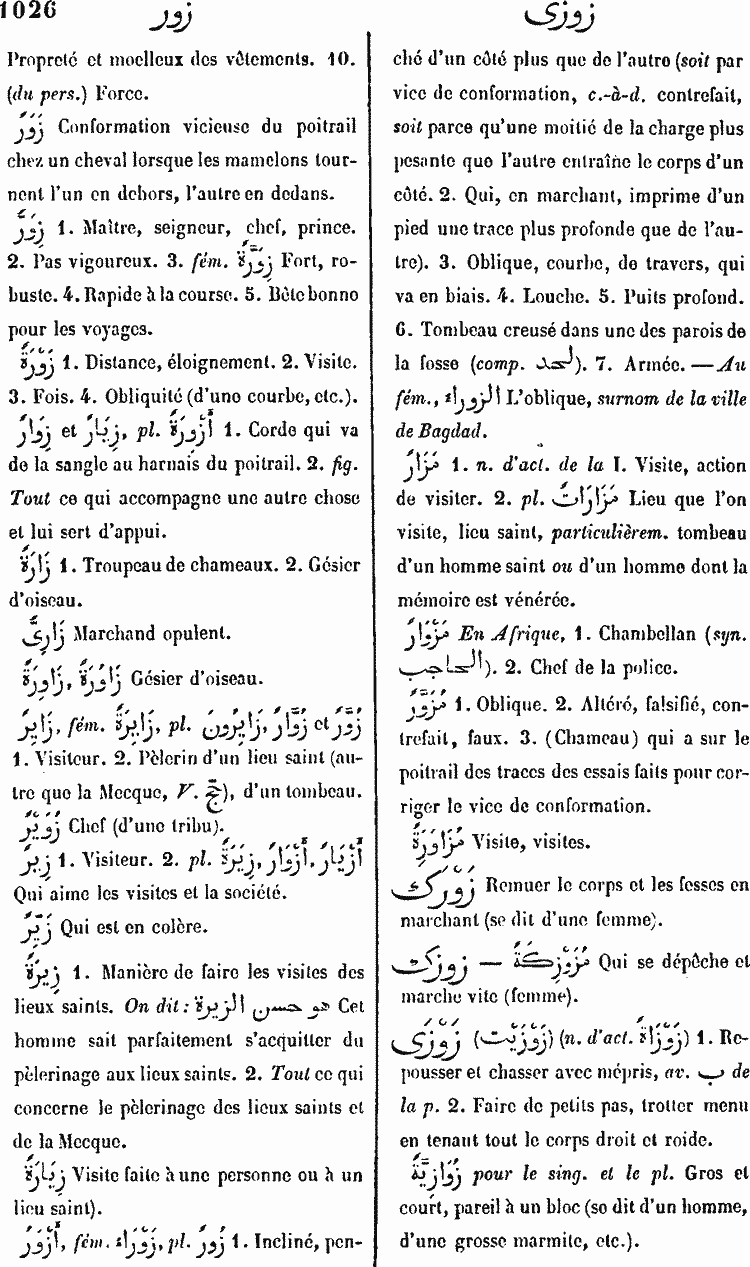 1026 زور زوزى
Propreté et moelleux des vêtements. 10.
(du pers.) Force.
زَوَرٌ Conformation vicieuse du poitrail
chez un cheval lorsque les mamelons tour-
nent l'un en dehors, l'autre en dedans.
زِوَرٌّ 1. Maître, seigneur, chef, prince.
2. Pas vigoureux. 3. fém. زِوَرَّةٌ Fort, ro-
buste. 4. Rapide à la course. 5. Bête bonne
pour les voyages.
زَوْرَةٌ 1. Distance, éloignement. 2. Visite.
3. Fois. 4. Obliquité (d'une courbe, etc.).
زِوَارٌ et زِيَارٌ, pl. أَزْوِرَةٌ 1. Corde qui va
de la sangle au harnais du poitrail. 2. fig.
Tout ce qui accompagne une autre chose
et lui sert d'appui.
زَارَةٌ 1. Troupeau de chameaux. 2. Gésier
d'oiseau.
زَارِىٌّ Marchand opulent.
زَاوِرَةٌ, زَاوُرَةٌ Gésier d'oiseau.
زَايِرٌ, fém. زَايِرَةٌ, pl. زَايِرُونَ, زُوَّارٌ et زُوَّرٌ
1. Visiteur. 2. Pèlerin d'un lieu saint (au-
tre que la Mecque, V. حج), d'un tombeau.
زُوَيْرٌ Chef (d'une tribu).
زِيرٌ 1. Visiteur. 2. pl. زِيَرَةٌ, أَزْوَارٌ, أَزْيَارٌ
Qui aime les visites et la société.
زَيِّرٌ Qui est en colère.
زِيرَةٌ 1. Manière de faire les visites des
lieux saints. On dit: هو حسن الزيرة Cet
homme sait parfaitement s'acquitter du
pèlerinage aux lieux saints. 2. Tout ce qui
concerne le pèlerinage des lieux saints et
de la Mecque.
زِيَارَةٌ Visite faite à une personne ou à un
lieu saint).
أَزْوَرُ, fém. زَوْرَاءُ, pl. زُورٌ 1. Incliné, pen-
ché d'un côté plus que de l'autre (soit par
vice de conformation, c.-à-d. contrefait,
soit parce qu'une moitié de la charge plus
pesante que l'autre entraîne le corps d'un
côté. 2. Qui, en marchant, imprime d'un
pied une trace plus profonde que de l'au-
tre). 3. Oblique, courbe, de travers, qui
va en biais. 4. Louche. 5. Puits profond.
6. Tombeau creusé dans une des parois de
la fosse (comp. لحد). 7. Armée. — Au
fém., الزوراء L'oblique, surnom de la ville
de Bagdad.
مَزَارٌ 1. n. d'act. de la I. Visite, action
de visiter. 2. pl. مَزَارَاتٌ Lieu que l'on
visite, lieu saint, particulièrem. tombeau
d'un homme saint ou d'un homme dont la
mémoire est vénérée.
مَزْوَارٌ En Afrique, 1. Chambellan (syn.
الحاجب). 2. Chef de la police.
مُزَوَّرٌ 1. Oblique. 2. Altéré, falsifié, con-
trefait, faux. 3. (Chameau) qui a sur le
poitrail des traces des essais faits pour cor-
riger le vice de conformation.
مُزَاوَرَةٌ Visite, visites.
زَوْزَكَ Remuer le corps et les fesses en
marchant (se dit d'une femme).
زوزكت — مُزَوْزِكَةٌ Qui se dépêche et
marche vite (femme).
زَوْزَى (زَوْزَيْتُ) (n. d'act. زَوْزَاةٌ) 1. Re-
pousser et chasser avec mépris, av. ب de
la p. 2. Faire de petits pas, trotter menu
en tenant tout le corps droit et roide.
زُوَازِيَّةٌ pour le sing. et le pl. Gros et
court, pareil à un bloc (se dit d'un homme,
d'une grosse marmite, etc.).